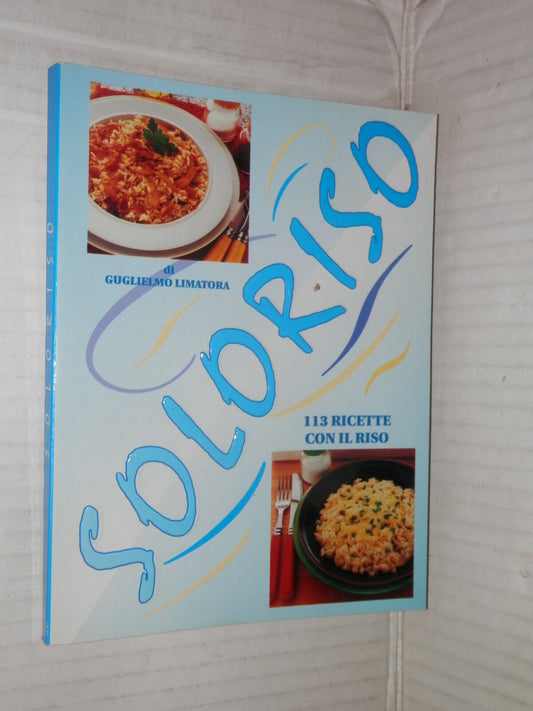 di
GUGLIELMO LIMATORA
SOLORISO
113 RICETTE
CON IL RISO
SOLORISO